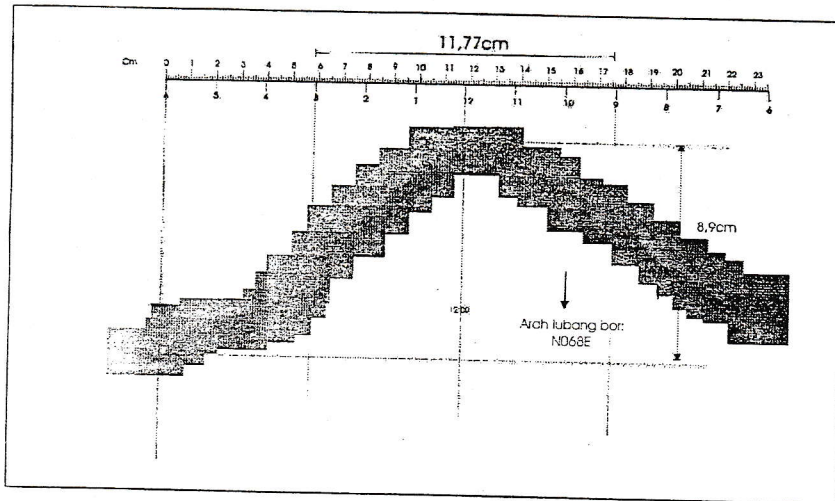 11,77cm
Cm 0 1 2 3 4 5 6 7 8 9 10 11 12 13 14 15 16 17 18 19 20 21 22 23
6 5 4 3 2 1 12 11 10 9 8 7 6
8,9cm
12.00
Arah lubang bor:
N068E